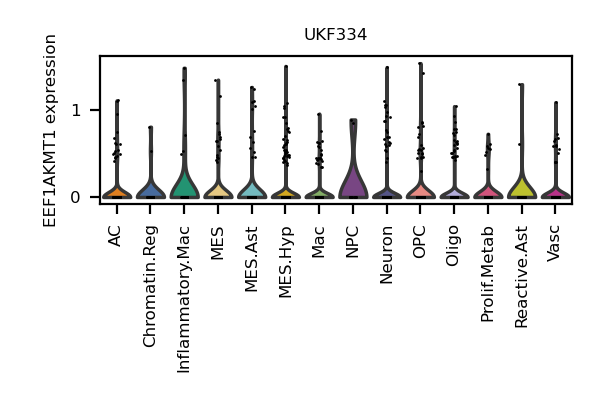 UKF334
EEF1AKMT1 expression
1
0
AC
Chromatin.Reg
Inflammatory.Mac
MES
MES.Ast
MES.Hyp
Mac
NPC
Neuron
OPC
Oligo
Prolif.Metab
Reactive.Ast
Vasc